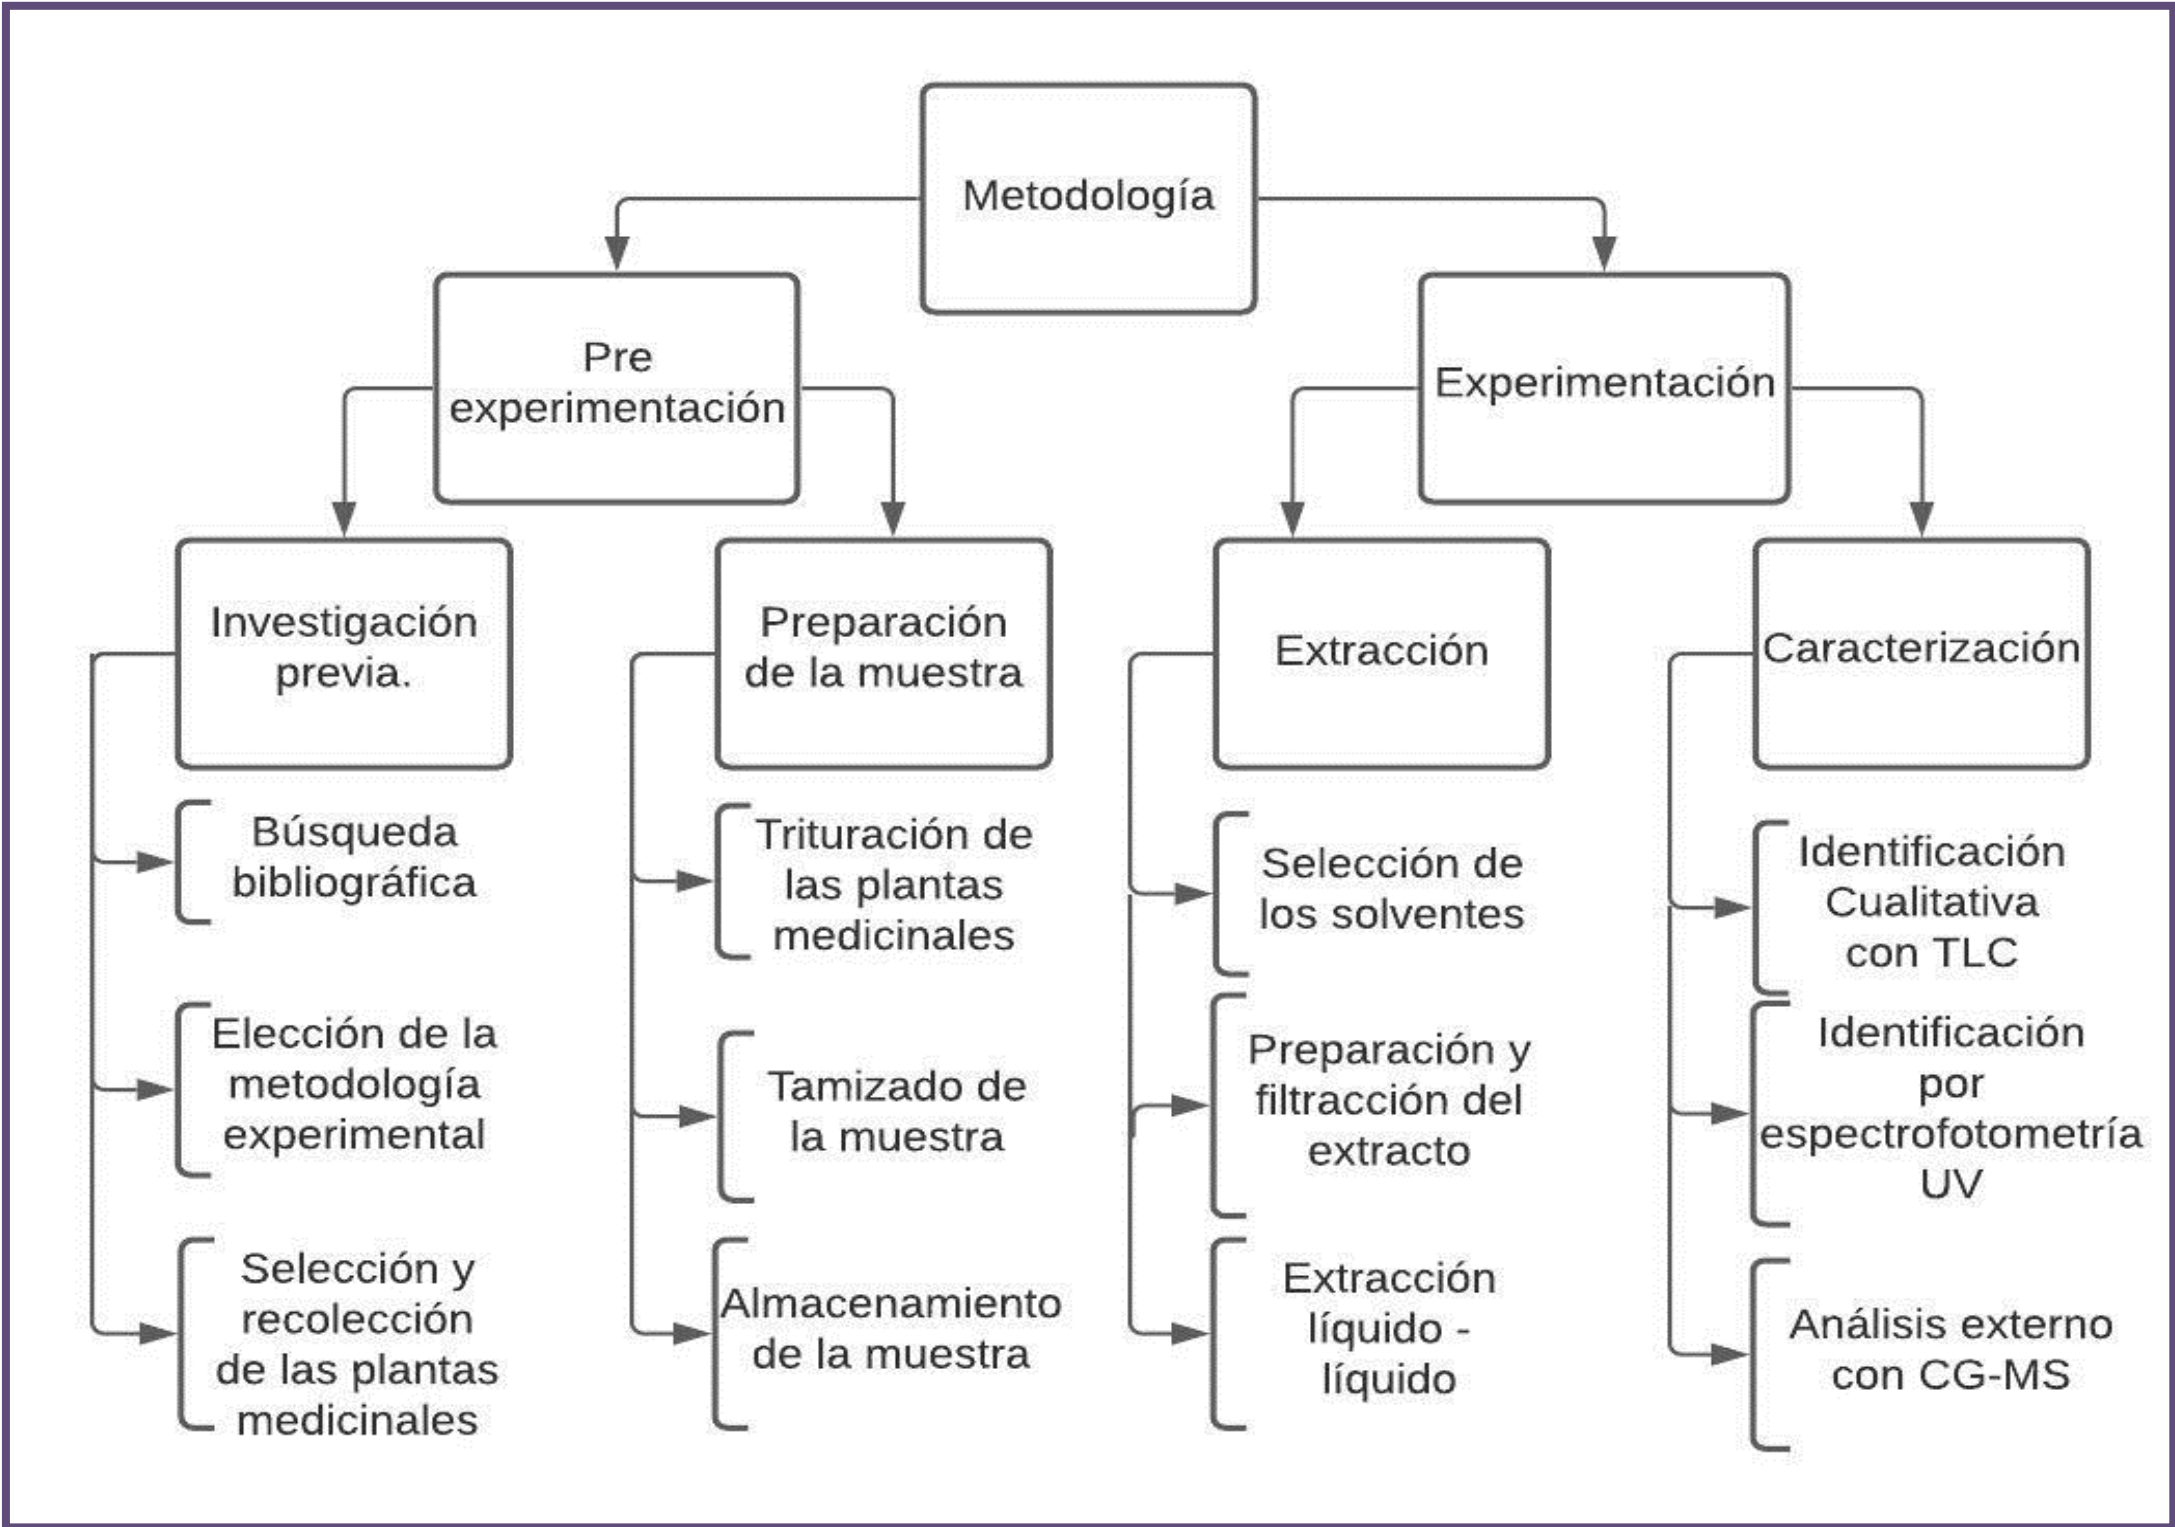 Metodología
Pre
experimentación
Experimentación
Investigación
previa.
Preparación
de la muestra
Extracción
Caracterización
Búsqueda
bibliográfica
Elección de la
metodología
experimental
Selección y
recolección
de las plantas
medicinales
Trituración de
las plantas
medicinales
Tamizado de
la muestra
Almacenamiento
de la muestra
Selección de
los solventes
Preparación y
filtracción del
extracto
Extracción
líquido -
líquido
Identificación
Cualitativa
con TLC
Identificación
por
espectrofotometría
UV
Análisis externo
con CG-MS